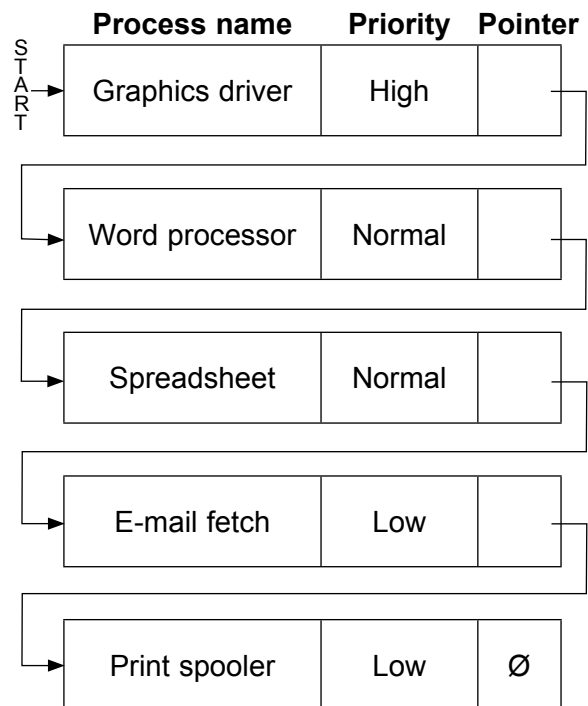 Process name Priority Pointer
START
Graphics driver High
Word processor Normal
Spreadsheet Normal
E-mail fetch Low
Print spooler Low Ø